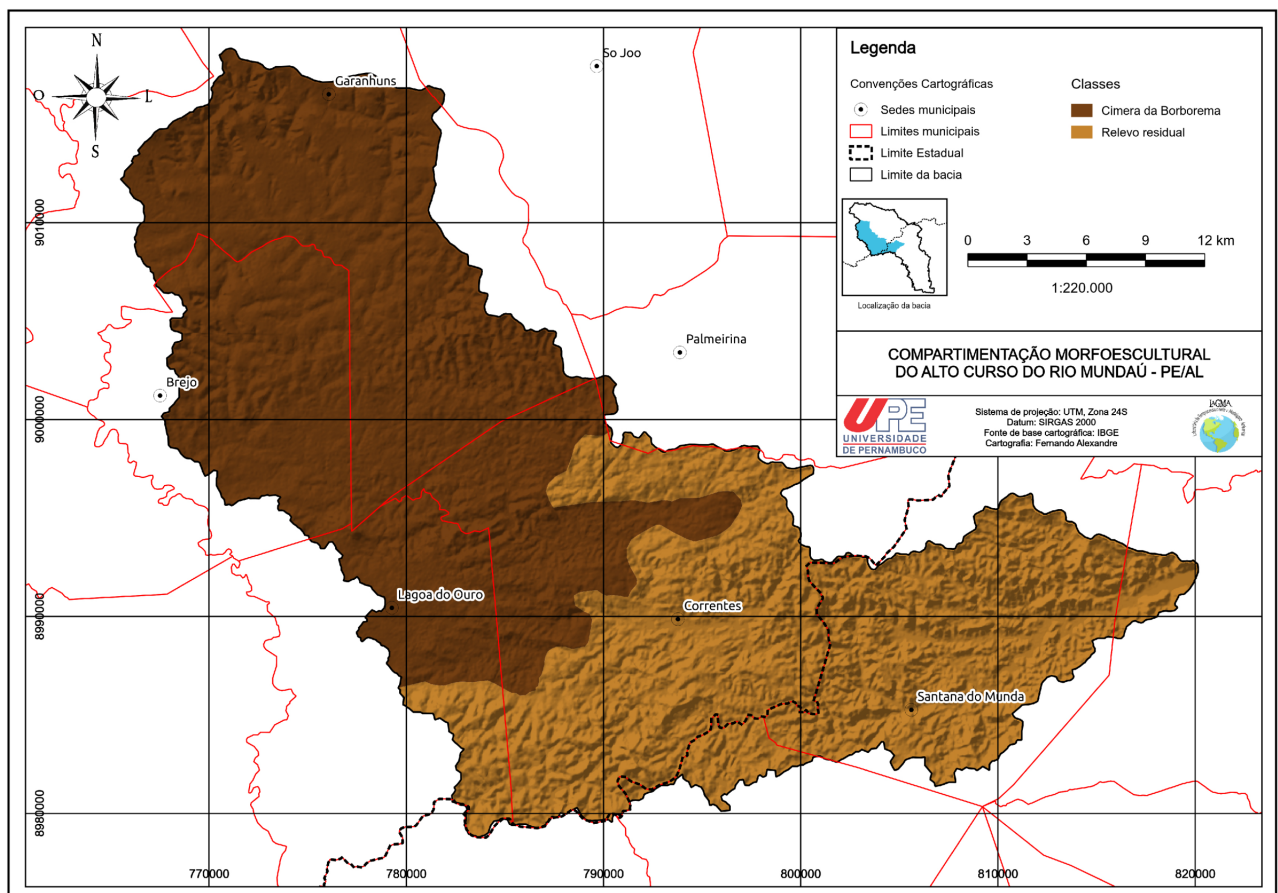 N
O
L
S
Garanhuns
So Joo
Palmeirina
Brejo
Lagoa do Ouro
Correntes
Santana do Munda
9010000
9000000
8990000
8980000
770000
780000
790000
800000
810000
820000
Legenda
Convenções Cartográficas
Sedes municipais
Limites municipais
Limite Estadual
Limite da bacia
Classes
Cimera da Borborema
Relevo residual
Localização da bacia
0 3 6 9 12 km
1:220.000
COMPARTIMENTAÇÃO MORFOESCULTURAL
DO ALTO CURSO DO RIO MUNDAÚ - PE/AL
UPE
UNIVERSIDADE
DE PERNAMBUCO
Sistema de projeção: UTM, Zona 24S
Datum: SIRGAS 2000
Fonte de base cartográfica: IBGE
Cartografia: Fernando Alexandre